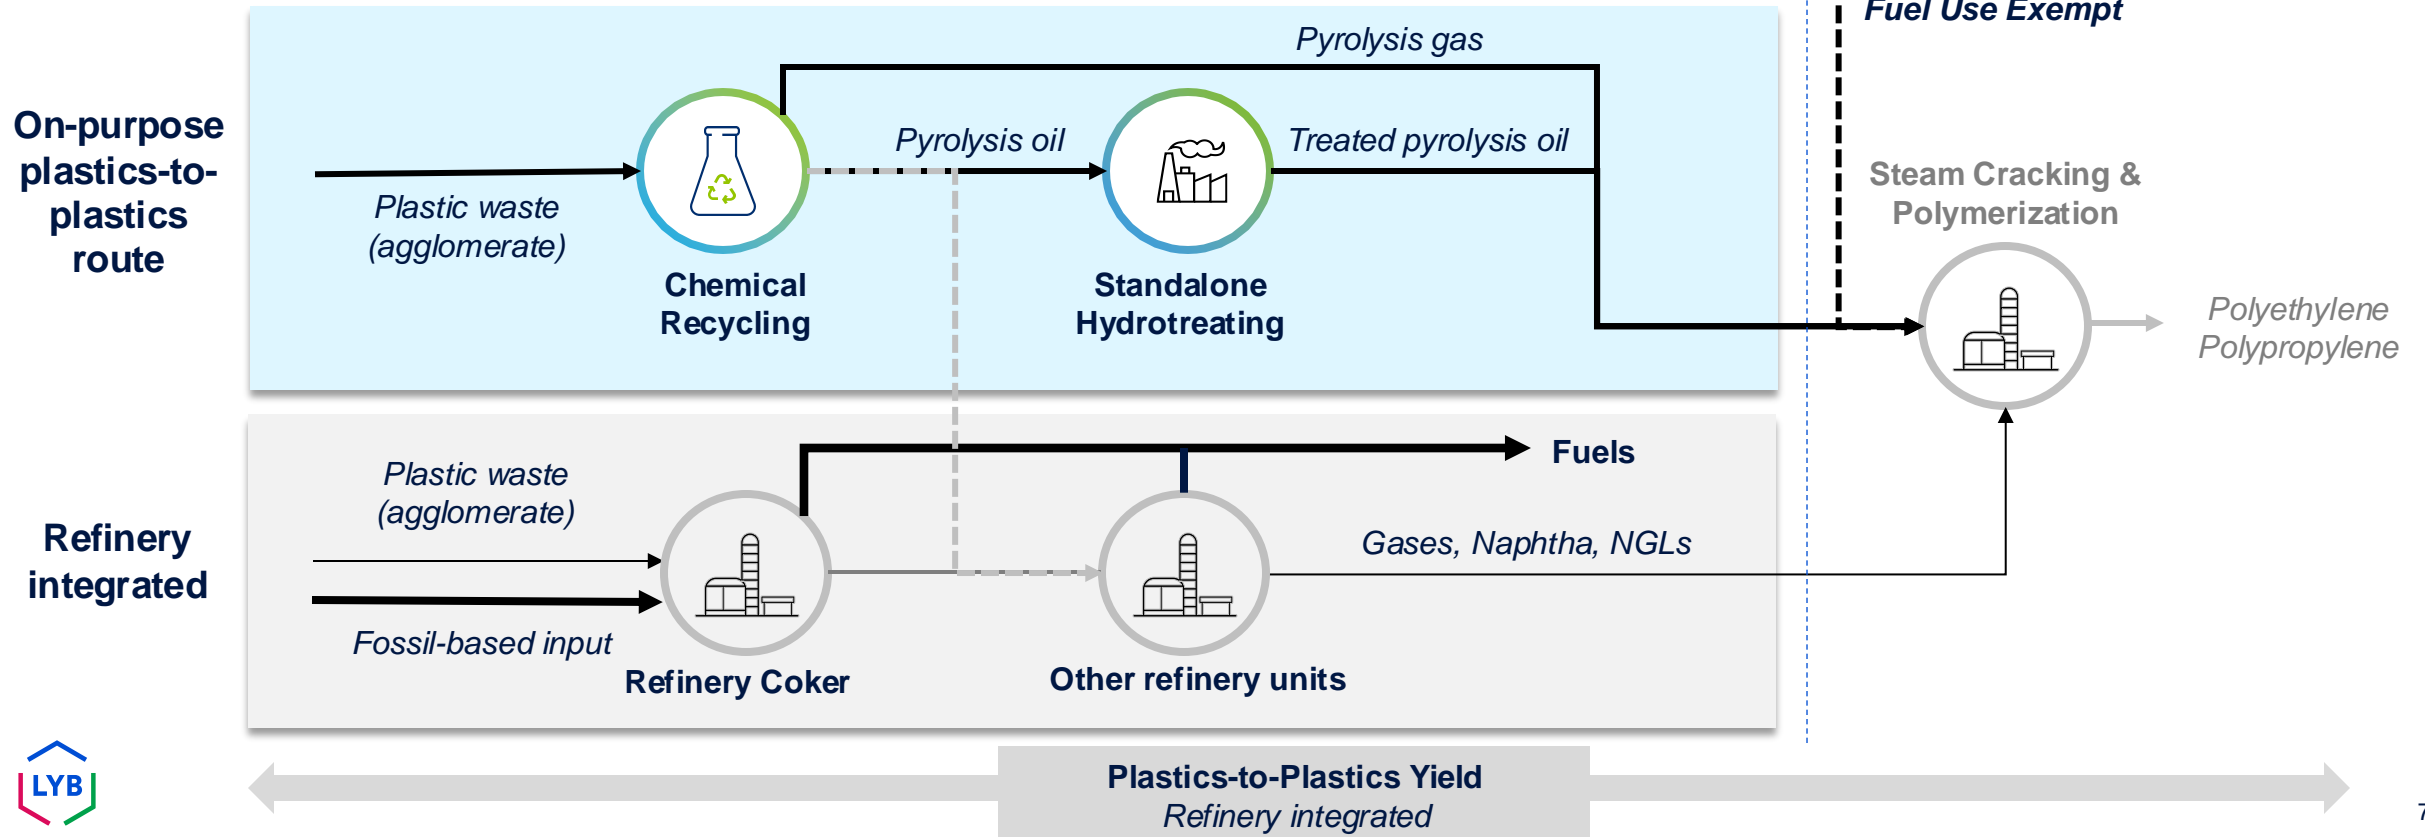 Fuel Use Exempt
On-purpose
plastics-to-
plastics
route
Pyrolysis gas
Pyrolysis oil
Treated pyrolysis oil
Plastic waste
(agglomerate)
Chemical
Recycling
Standalone
Hydrotreating
Steam Cracking &
Polymerization
Polyethylene
Polypropylene
Refinery
integrated
Plastic waste
(agglomerate)
Fossil-based input
Refinery Coker
Fuels
Other refinery units
Gases, Naphtha, NGLs
LYB
Plastics-to-Plastics Yield
Refinery integrated
7